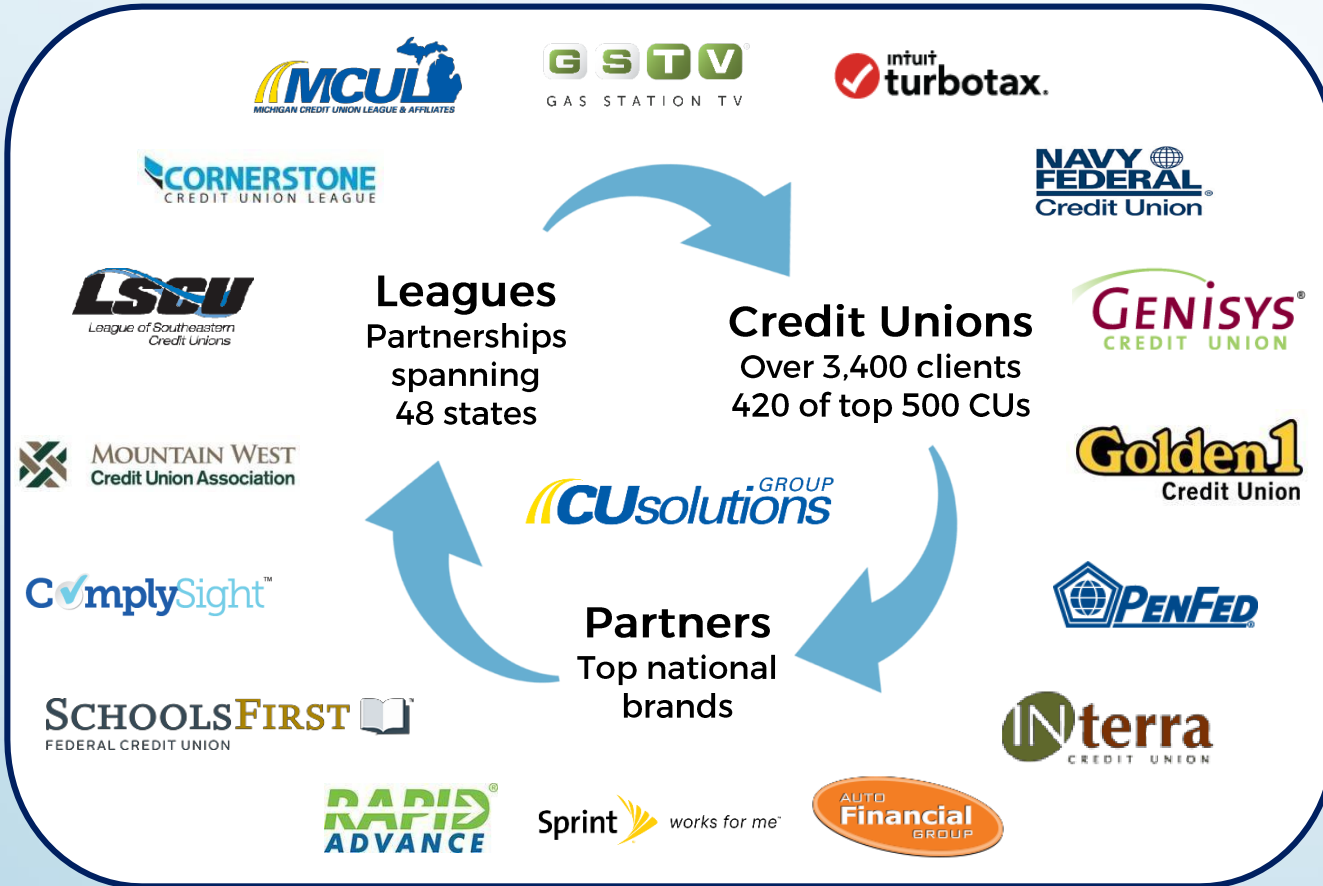 MCUL
MICHIGAN CREDIT UNION LEAGUE & AFFILIATES
GSTV®
GAS STATION TV
intuit
turbotax.
CORNERSTONE
CREDIT UNION LEAGUE
NAVY
FEDERAL®
Credit Union
LSCU
League of Southeastern
Credit Unions
Leagues
Partnerships
spanning
48 states
Credit Unions
Over 3,400 clients
420 of top 500 CUs
GENiSYS®
CREDIT UNION
MOUNTAIN WEST
Credit Union Association
CUsolutions GROUP
Golden1
Credit Union
ComplySight™
PENFED®
Partners
Top national
brands
SCHOOLSFIRST™
FEDERAL CREDIT UNION
INterra
CREDIT UNION
RAPID®
ADVANCE
Sprint works for me℠
AUTO
Financial
GROUP